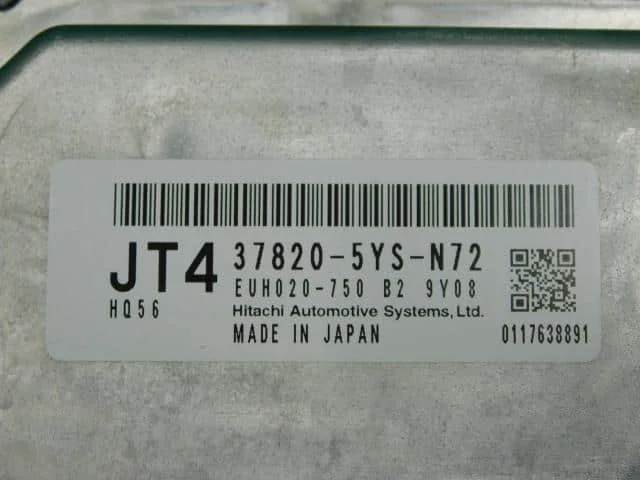 JT4 37820-5YS-N72
HQ56 EUH020-750 B2 9Y08
Hitachi Automotive Systems, Ltd.
MADE IN JAPAN 0117638891